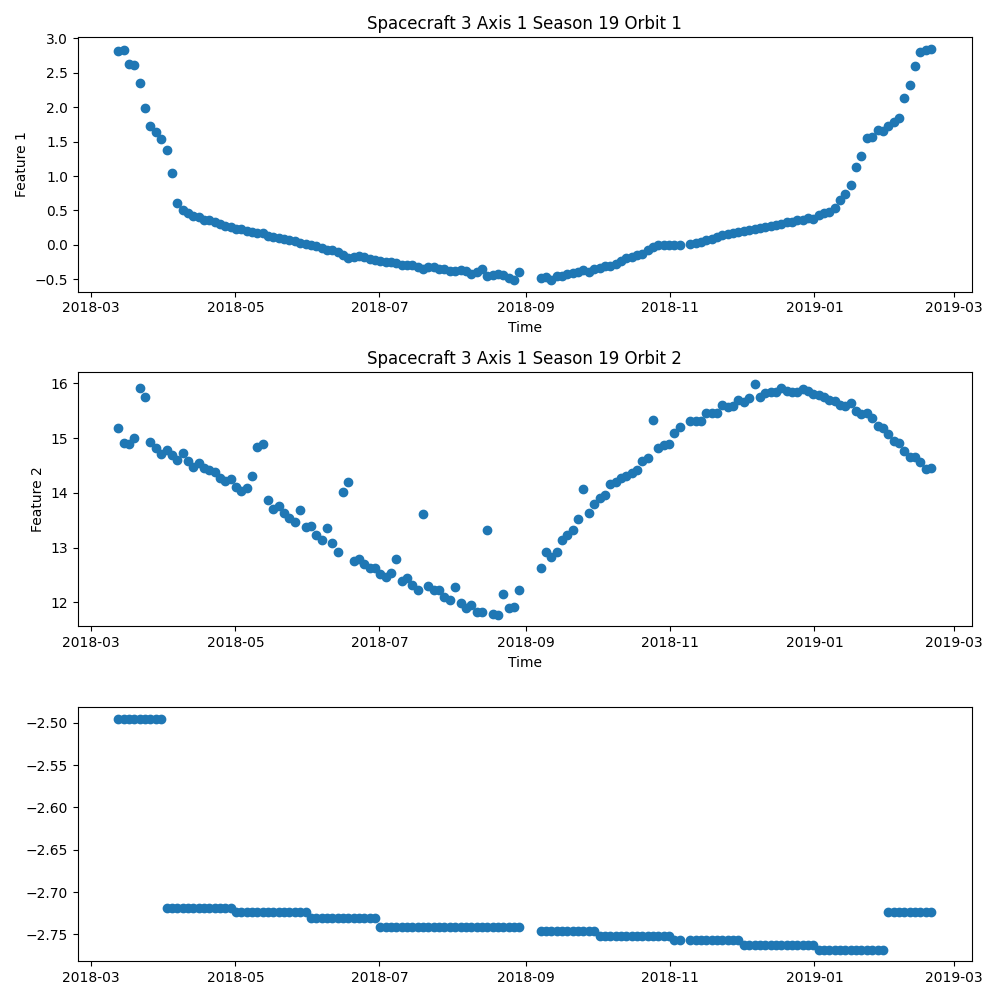 Spacecraft 3 Axis 1 Season 19 Orbit 1
3.0
2.5
2.0
1.5
1.0
0.5
0.0
−0.5
Feature 1
2018-03 2018-05 2018-07 2018-09 2018-11 2019-01 2019-03
Time
Spacecraft 3 Axis 1 Season 19 Orbit 2
16
15
14
13
12
Feature 2
2018-03 2018-05 2018-07 2018-09 2018-11 2019-01 2019-03
Time
−2.50
−2.55
−2.60
−2.65
−2.70
−2.75
2018-03 2018-05 2018-07 2018-09 2018-11 2019-01 2019-03